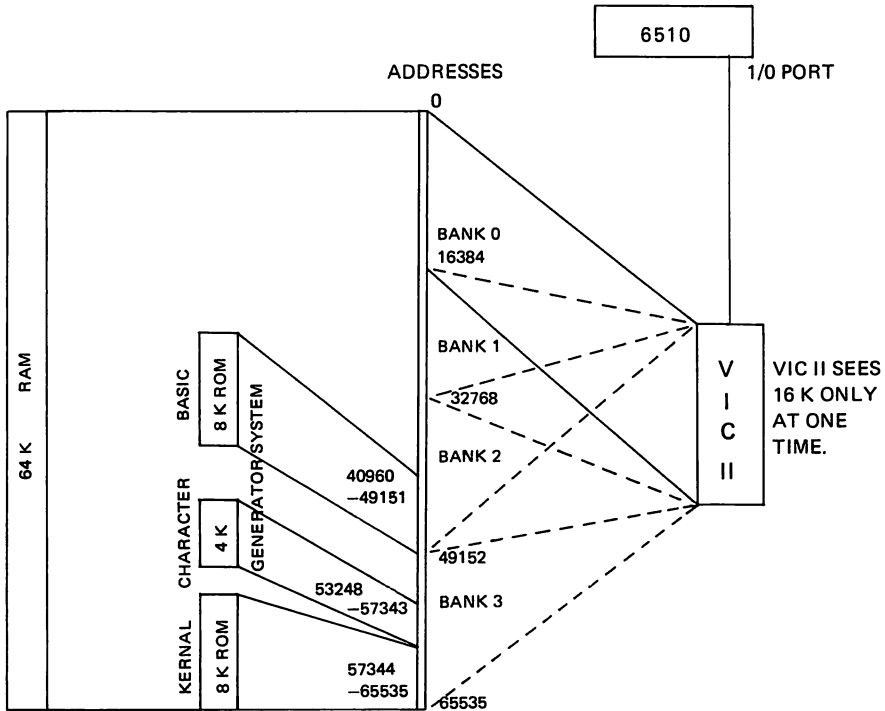 6510
1/0 PORT
ADDRESSES
0
BANK 0
16384
BANK 1
32768
BANK 2
40960
–49151
49152
53248
–57343
BANK 3
57344
–65535
65535
64 K RAM
BASIC
8 K ROM
CHARACTER
4 K
GENERATOR SYSTEM
KERNAL
8 K ROM
VIC II
VIC II SEES
16 K ONLY
AT ONE
TIME.